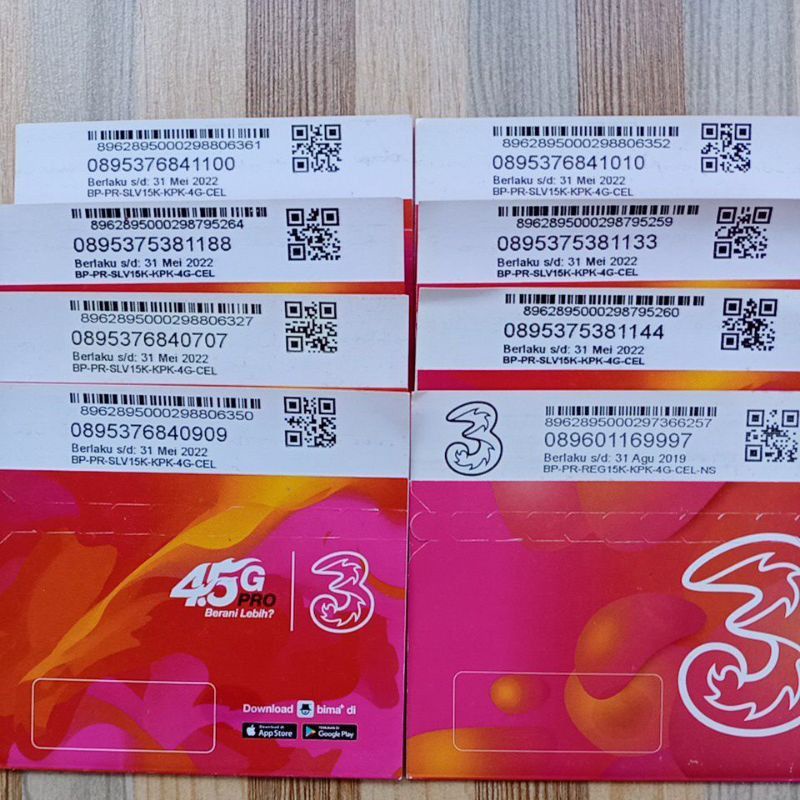 8962895000298806361
0895376841100
Berlaku s/d: 31 Mei 2022
BP-PR-SLV15K-KPK-4G-CEL
8962895000298806352
0895376841010
Berlaku s/d: 31 Mei 2022
BP-PR-SLV15K-KPK-4G-CEL
8962895000298795264
0895375381188
Berlaku s/d: 31 Mei 2022
BP-PR-SLV15K-KPK-4G-CEL
8962895000298795259
0895375381133
Berlaku s/d: 31 Mei 2022
BP-PR-SLV15K-KPK-4G-CEL
8962895000298806327
0895376840707
Berlaku s/d: 31 Mei 2022
BP-PR-SLV15K-KPK-4G-CEL
8962895000298795260
0895375381144
Berlaku s/d: 31 Mei 2022
BP-PR-SLV15K-KPK-4G-CEL
8962895000298806350
0895376840909
Berlaku s/d: 31 Mei 2022
BP-PR-SLV15K-KPK-4G-CEL
3
8962895000297366257
089601169997
Berlaku s/d: 31 Agu 2019
BP-PR-REG15K-KPK-4G-CEL-NS
4.5G
PRO
Berani Lebih?
3
Download bima+ di
Download di
App Store
Google Play
3